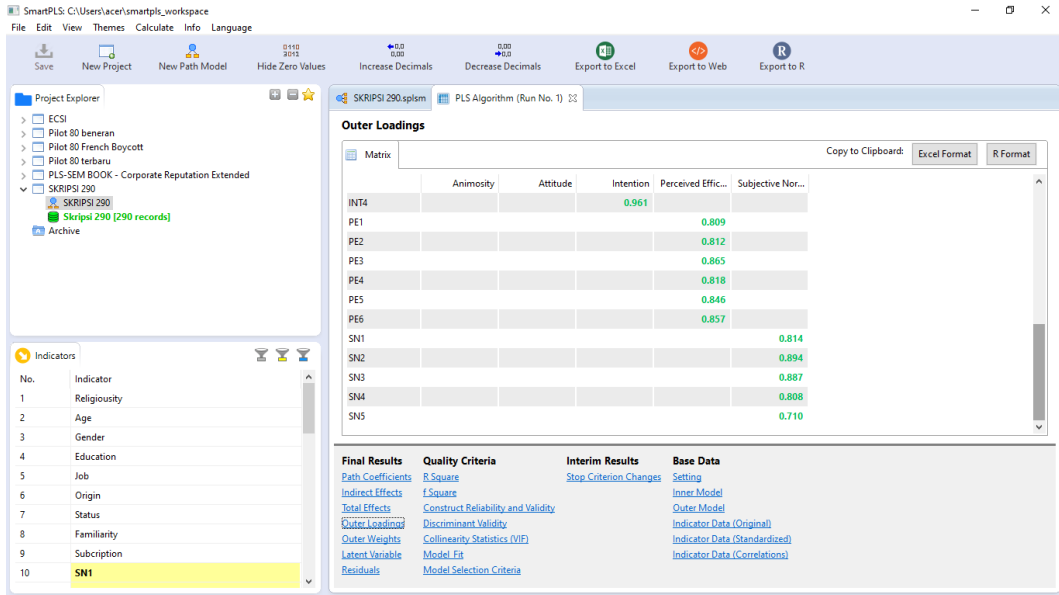 SmartPLS: C:\Users\acer\smartpls_workspace
File Edit View Themes Calculate Info Language
Save New Project New Path Model Hide Zero Values Increase Decimals Decrease Decimals Export to Excel Export to Web Export to R
Project Explorer
ECSI
Pilot 80 beneran
Pilot 80 French Boycott
Pilot 80 terbaru
PLS-SEM BOOK - Corporate Reputation Extended
SKRIPSI 290
SKRIPSI 290
Skripsi 290 [290 records]
Archive
Indicators
No. Indicator
1 Religiousity
2 Age
3 Gender
4 Education
5 Job
6 Origin
7 Status
8 Familiarity
9 Subcription
10 SN1
SKRIPSI 290.splsm PLS Algorithm (Run No. 1)
Outer Loadings
Matrix Copy to Clipboard: Excel Format R Format
Animosity Attitude Intention Perceived Effic... Subjective Nor...
INT4 0.961
PE1 0.809
PE2 0.812
PE3 0.865
PE4 0.818
PE5 0.846
PE6 0.857
SN1 0.814
SN2 0.894
SN3 0.887
SN4 0.808
SN5 0.710
Final Results Quality Criteria Interim Results Base Data
Path Coefficients R Square Stop Criterion Changes Setting
Indirect Effects f Square Inner Model
Total Effects Construct Reliability and Validity Outer Model
Outer Loadings Discriminant Validity Indicator Data (Original)
Outer Weights Collinearity Statistics (VIF) Indicator Data (Standardized)
Latent Variable Model_Fit Indicator Data (Correlations)
Residuals Model Selection Criteria